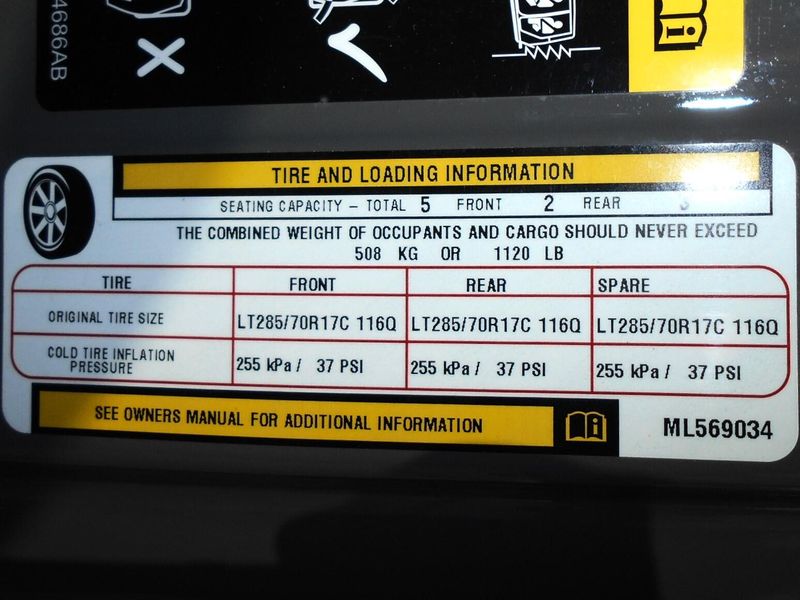 4686AB
TIRE AND LOADING INFORMATION
SEATING CAPACITY – TOTAL 5 FRONT 2 REAR
THE COMBINED WEIGHT OF OCCUPANTS AND CARGO SHOULD NEVER EXCEED
508 KG OR 1120 LB
TIRE FRONT REAR SPARE
ORIGINAL TIRE SIZE LT285/70R17C 116Q LT285/70R17C 116Q LT285/70R17C 116Q
COLD TIRE INFLATION
PRESSURE 255 kPa / 37 PSI 255 kPa / 37 PSI 255 kPa / 37 PSI
SEE OWNERS MANUAL FOR ADDITIONAL INFORMATION
ML569034